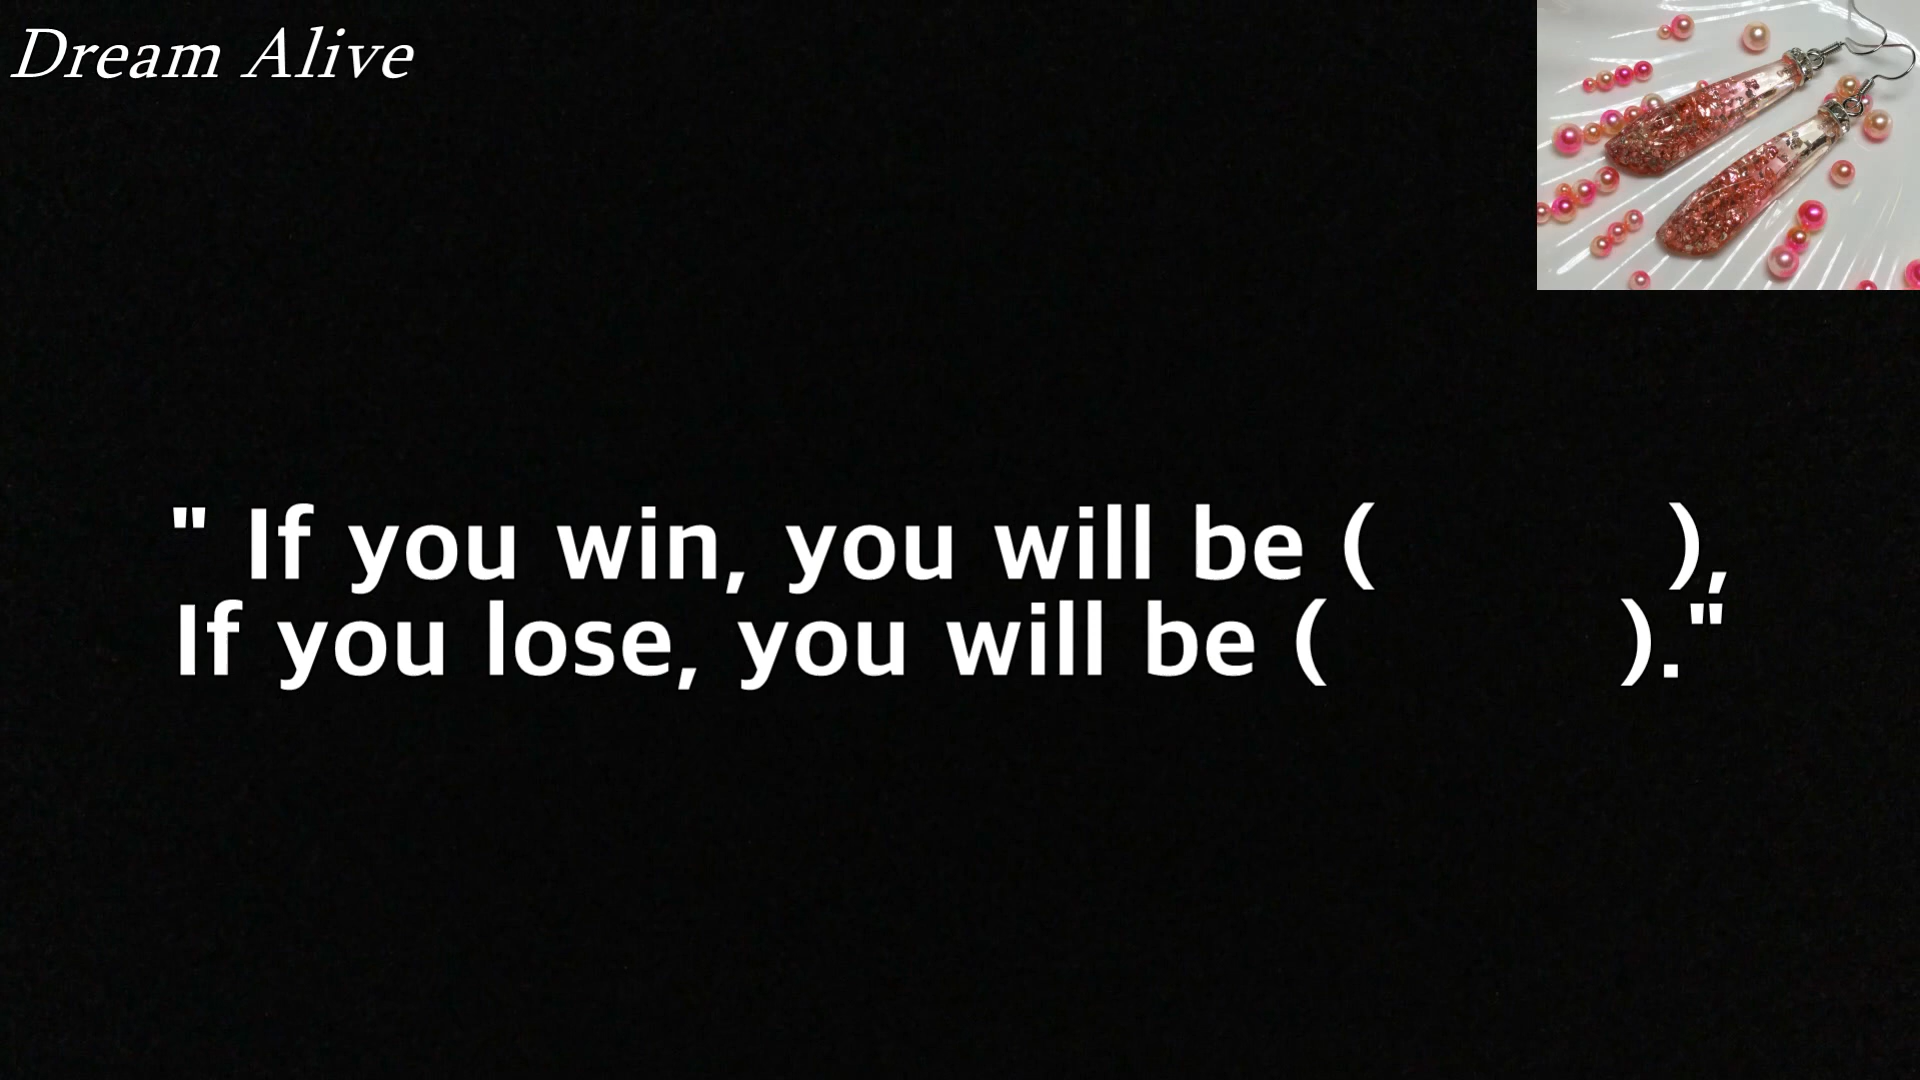 Dream Alive
" If you win, you will be (          ),
If you lose, you will be (          )."